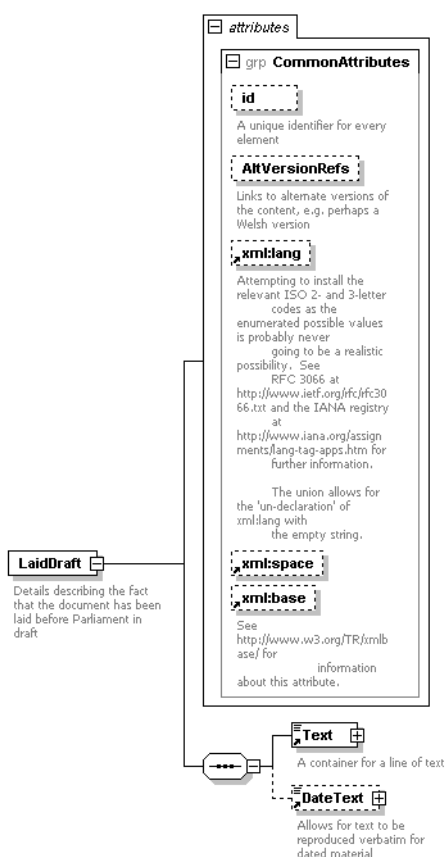 attributes
grp CommonAttributes
id
A unique identifier for every
element
AltVersionRefs
Links to alternate versions of
the content, e.g. perhaps a
Welsh version
xml:lang
Attempting to install the
relevant ISO 2- and 3-letter
codes as the
enumerated possible values
is probably never
going to be a realistic
possibility. See
RFC 3066 at
http://www.ietf.org/rfc/rfc30
66.txt and the IANA registry
at
http://www.iana.org/assign
ments/lang-tag-apps.htm for
further information.
The union allows for
the 'un-declaration' of
xml:lang with
the empty string.
xml:space
xml:base
See
http://www.w3.org/TR/xmlb
ase/ for
information
about this attribute.
LaidDraft
Details describing the fact
that the document has been
laid before Parliament in
draft
Text
A container for a line of text
DateText
Allows for text to be
reproduced verbatim for
dated material